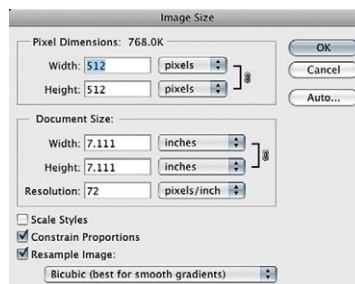 Image Size
Pixel Dimensions: 768.0K
Width: 512 pixels
Height: 512 pixels
OK
Cancel
Auto...
Document Size:
Width: 7.111 inches
Height: 7.111 inches
Resolution: 72 pixels/inch
Scale Styles
Constrain Proportions
Resample Image:
Bicubic (best for smooth gradients)